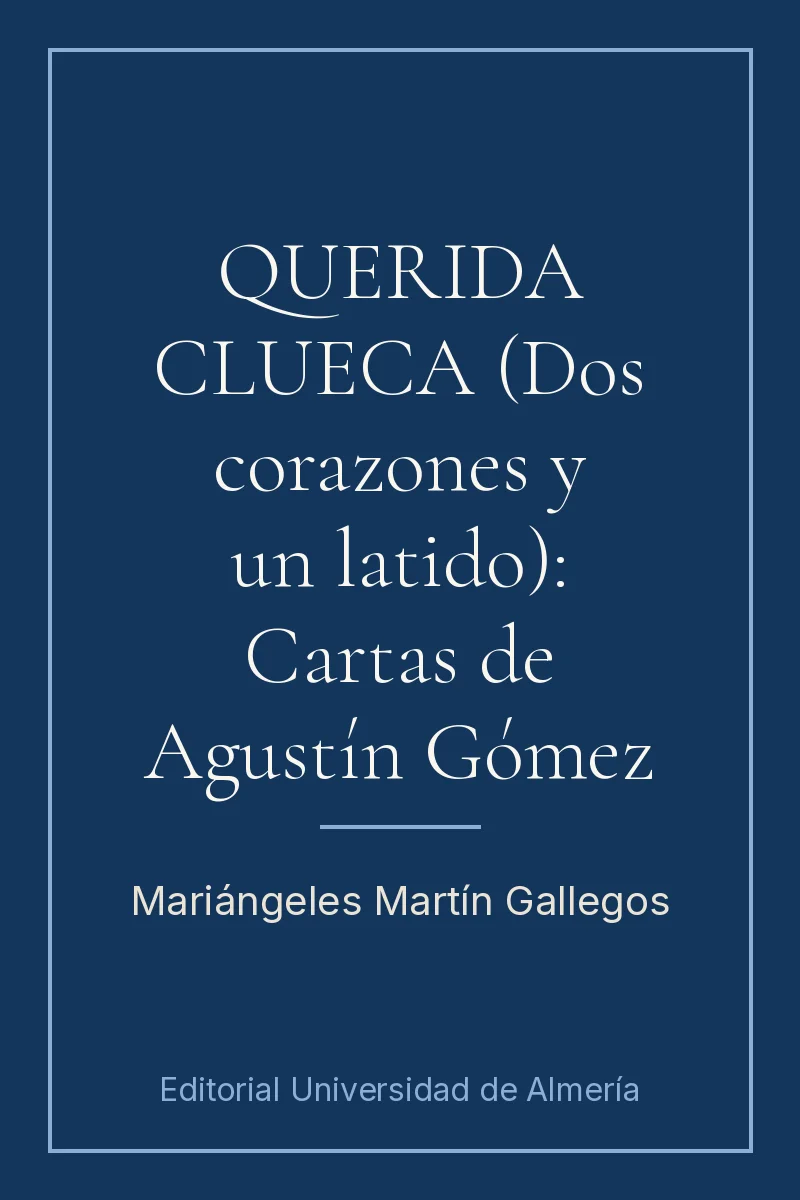 QUERIDA
CLUECA (Dos
corazones y
un latido):
Cartas de
Agustín Gómez
Mariángeles Martín Gallegos
Editorial Universidad de Almería